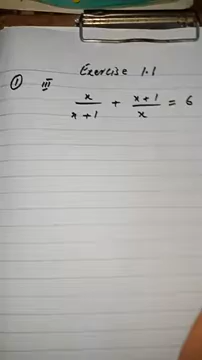 Exercise 1.1
① iii
x/(x+1) + (x+1)/x = 6